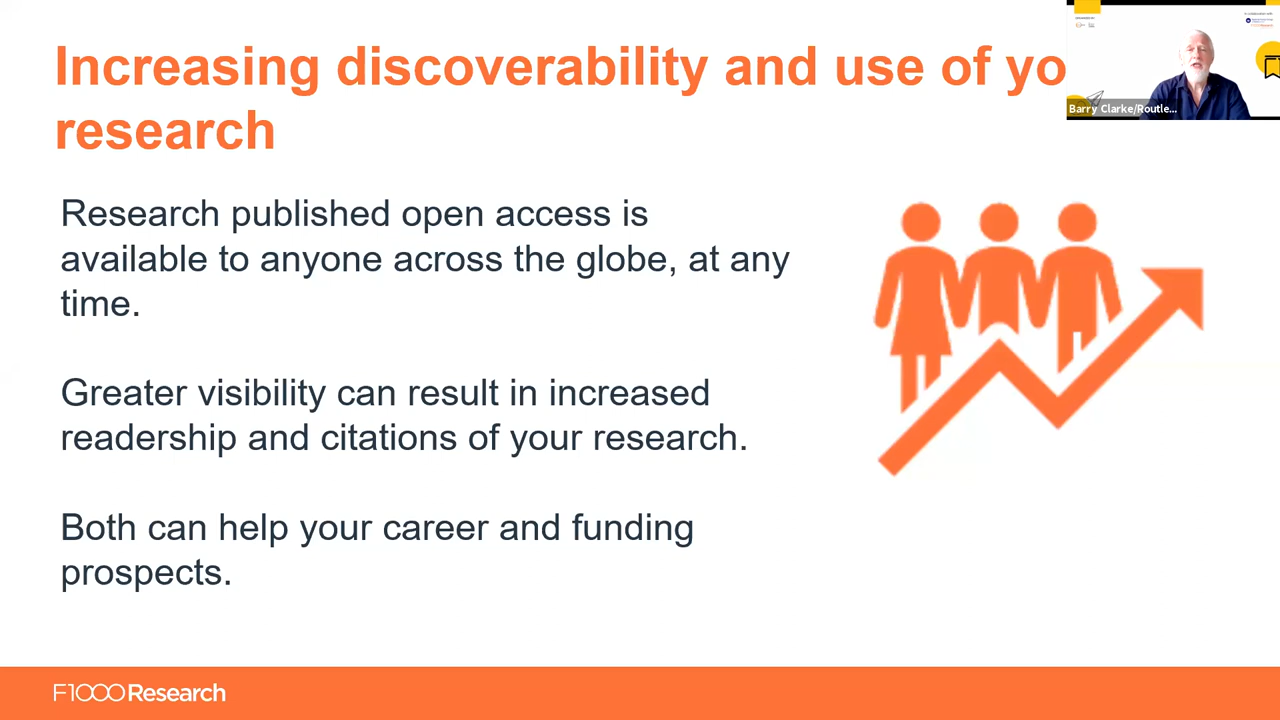 Increasing discoverability and use of yo
research
Barry Clarke/Routle...
Research published open access is
available to anyone across the globe, at any
time.
Greater visibility can result in increased
readership and citations of your research.
Both can help your career and funding
prospects.
F1000Research